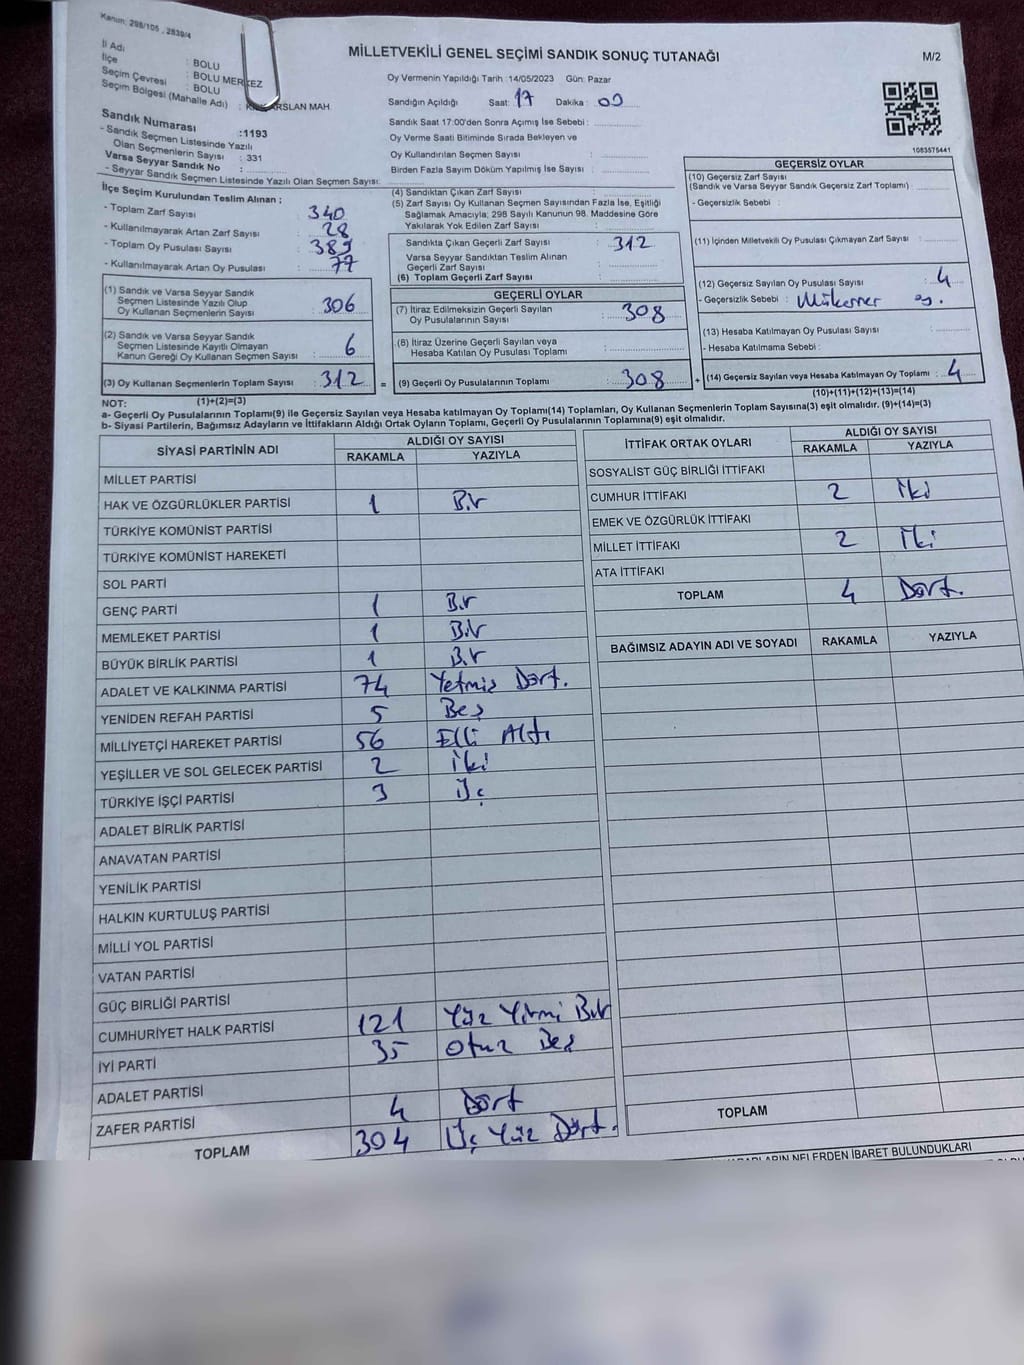 Kanun: 298/105 , 2839/4
MİLLETVEKİLİ GENEL SEÇİMİ SANDIK SONUÇ TUTANAĞI
M/2
İl Adı : BOLU
İlçe : BOLU MERKEZ
Seçim Çevresi : BOLU
Seçim Bölgesi (Mahalle Adı) : ARSLAN MAH
Sandık Numarası :1193
- Sandık Seçmen Listesinde Yazılı
Olan Seçmenlerin Sayısı : 331
Varsa Seyyar Sandık No :
- Seyyar Sandık Seçmen Listesinde Yazılı Olan Seçmen Sayısı:
İlçe Seçim Kurulundan Teslim Alınan ;
- Toplam Zarf Sayısı : 340
- Kullanılmayarak Artan Zarf Sayısı : 28
- Toplam Oy Pusulası Sayısı : 389
- Kullanılmayarak Artan Oy Pusulası : 77
(1) Sandık ve Varsa Seyyar Sandık
Seçmen Listesinde Yazılı Olup
Oy Kullanan Seçmenlerin Sayısı : 306
(2) Sandık ve Varsa Seyyar Sandık
Seçmen Listesinde Kayıtlı Olmayan
Kanun Gereği Oy Kullanan Seçmen Sayısı : 6
(3) Oy Kullanan Seçmenlerin Toplam Sayısı : 312 =
(1)+(2)=(3)
Oy Vermenin Yapıldığı Tarih :14/05/2023 Gün: Pazar
Sandığın Açıldığı Saat: 17 Dakika : 00
Sandık Saat 17:00'den Sonra Açımış İse Sebebi :
Oy Verme Saati Bitiminde Sırada Bekleyen ve
Oy Kullandırılan Seçmen Sayısı :
Birden Fazla Sayım Döküm Yapılmış İse Sayısı :
(4) Sandıktan Çıkan Zarf Sayısı :
(5) Zarf Sayısı Oy Kullanan Seçmen Sayısından Fazla İse, Eşitliği
Sağlamak Amacıyla; 298 Sayılı Kanunun 98. Maddesine Göre
Yakılarak Yok Edilen Zarf Sayısı :
Sandıkta Çıkan Geçerli Zarf Sayısı : 312
Varsa Seyyar Sandıktan Teslim Alınan
Geçerli Zarf Sayısı :
(6) Toplam Geçerli Zarf Sayısı :
GEÇERLİ OYLAR
(7) İtiraz Edilmeksizin Geçerli Sayılan
Oy Pusulalarının Sayısı : 308
(8) İtiraz Üzerine Geçerli Sayılan veya
Hesaba Katılan Oy Pusulası Toplamı :
(9) Geçerli Oy Pusulalarının Toplamı : 308 +
1083575441
GEÇERSİZ OYLAR
(10) Geçersiz Zarf Sayısı
(Sandık ve Varsa Seyyar Sandık Geçersiz Zarf Toplamı) :
- Geçersizlik Sebebi :
(11) İçinden Milletvekili Oy Pusulası Çıkmayan Zarf Sayısı :
(12) Geçersiz Sayılan Oy Pusulası Sayısı : 4
- Geçersizlik Sebebi :
(13) Hesaba Katılmayan Oy Pusulası Sayısı :
- Hesaba Katılmama Sebebi :
(14) Geçersiz Sayılan veya Hesaba Katılmayan Oy Toplamı : 4
(10)+(11)+(12)+(13)=(14)
NOT:
a- Geçerli Oy Pusulalarının Toplamı(9) ile Geçersiz Sayılan veya Hesaba katılmayan Oy Toplamı(14) Toplamları, Oy Kullanan Seçmenlerin Toplam Sayısına(3) eşit olmalıdır. (9)+(14)=(3)
b- Siyasi Partilerin, Bağımsız Adayların ve İttifakların Aldığı Ortak Oyların Toplamı, Geçerli Oy Pusulalarının Toplamına(9) eşit olmalıdır.
SİYASİ PARTİNİN ADI ALDIĞI OY SAYISI
RAKAMLA YAZIYLA
MİLLET PARTİSİ
HAK VE ÖZGÜRLÜKLER PARTİSİ 1 Bir
TÜRKİYE KOMÜNİST PARTİSİ
TÜRKİYE KOMÜNİST HAREKETİ
SOL PARTİ
GENÇ PARTİ 1 Bir
MEMLEKET PARTİSİ 1 Bir
BÜYÜK BİRLİK PARTİSİ 1 Bir
ADALET VE KALKINMA PARTİSİ 74 Yetmiş Dört.
YENİDEN REFAH PARTİSİ 5 Beş
MİLLİYETÇİ HAREKET PARTİSİ 56 Elli Altı
YEŞİLLER VE SOL GELECEK PARTİSİ 2 İki
TÜRKİYE İŞÇİ PARTİSİ 3 Üç
ADALET BİRLİK PARTİSİ
ANAVATAN PARTİSİ
YENİLİK PARTİSİ
HALKIN KURTULUŞ PARTİSİ
MİLLİ YOL PARTİSİ
VATAN PARTİSİ
GÜÇ BİRLİĞİ PARTİSİ
CUMHURİYET HALK PARTİSİ 121 Yüz Yirmi Bir
İYİ PARTİ 35 Otuz Beş
ADALET PARTİSİ
ZAFER PARTİSİ 4 Dört
TOPLAM 304 Üç Yüz Dört.
İTTİFAK ORTAK OYLARI ALDIĞI OY SAYISI
RAKAMLA YAZIYLA
SOSYALİST GÜÇ BİRLİĞİ İTTİFAKI
CUMHUR İTTİFAKI 2 İki
EMEK VE ÖZGÜRLÜK İTTİFAKI
MİLLET İTTİFAKI 2 İki
ATA İTTİFAKI
TOPLAM 4 Dört.
BAĞIMSIZ ADAYIN ADI VE SOYADI RAKAMLA YAZIYLA
TOPLAM
NELERDEN İBARET BULUNDUKLARI